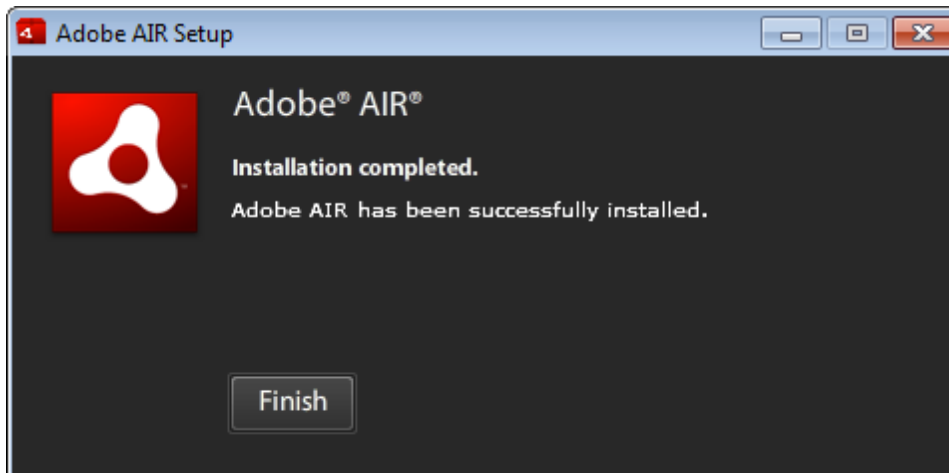 Adobe AIR Setup
Adobe® AIR®
Installation completed.
Adobe AIR has been successfully installed.
Finish